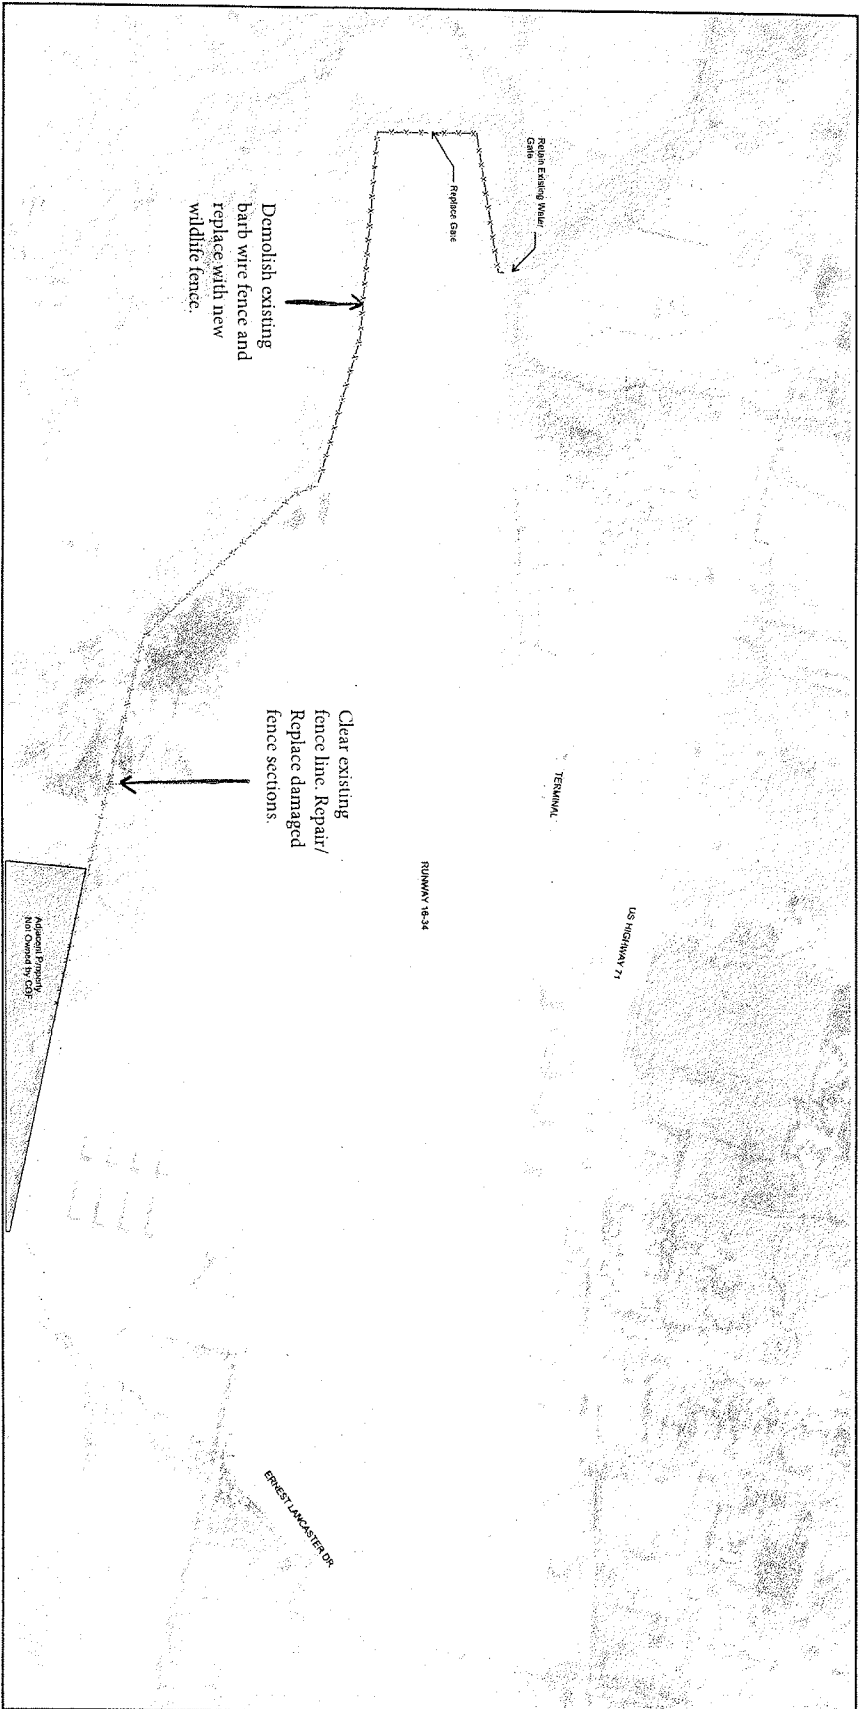 Retain Existing Water
Gate
Replace Gate
Demolish existing
barb wire fence and
replace with new
wildlife fence.
Clear existing
fence line. Repair/
Replace damaged
fence sections.
TERMINAL
US HIGHWAY 71
RUNWAY 16-34
Adjacent Property
Not Owned by COF
ERNEST LANCASTER DR